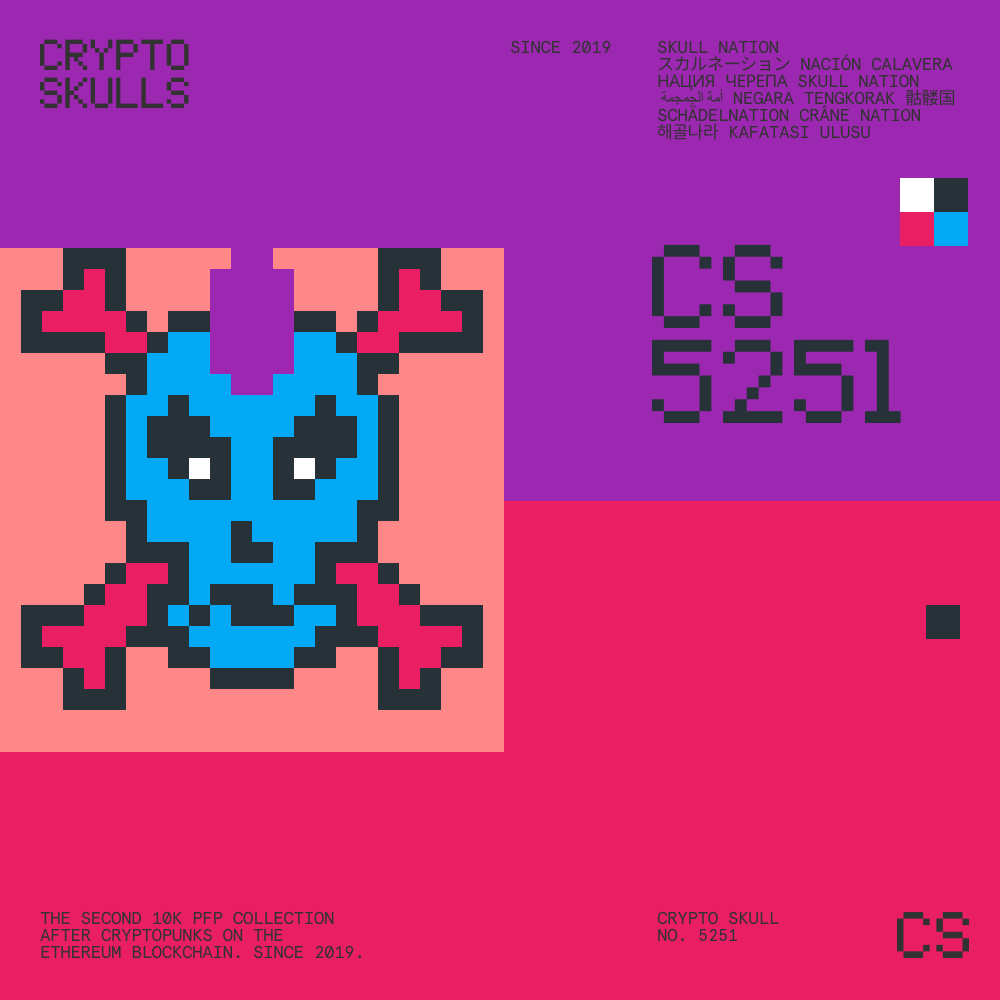 CRYPTO
SKULLS
SINCE 2019
SKULL NATION
スカルネーション NACIÓN CALAVERA
НАЦИЯ ЧЕРЕПА SKULL NATION
أمة الجمجمة NEGARA TENGKORAK 骷髅国
SCHÄDELNATION CRÂNE NATION
해골나라 KAFATASI ULUSU
CS
5251
THE SECOND 10K PFP COLLECTION
AFTER CRYPTOPUNKS ON THE
ETHEREUM BLOCKCHAIN. SINCE 2019.
CRYPTO SKULL
NO. 5251
CS